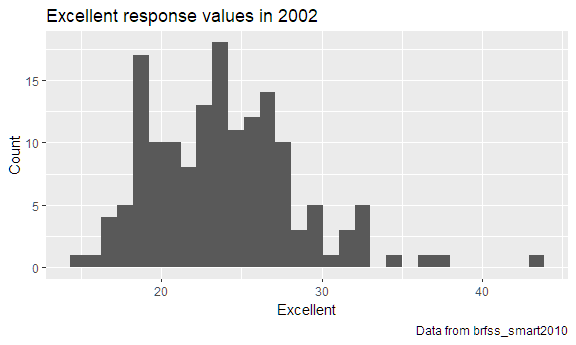 Excellent response values in 2002
15
10
5
0
Count
20 30 40
Excellent
Data from brfss_smart2010